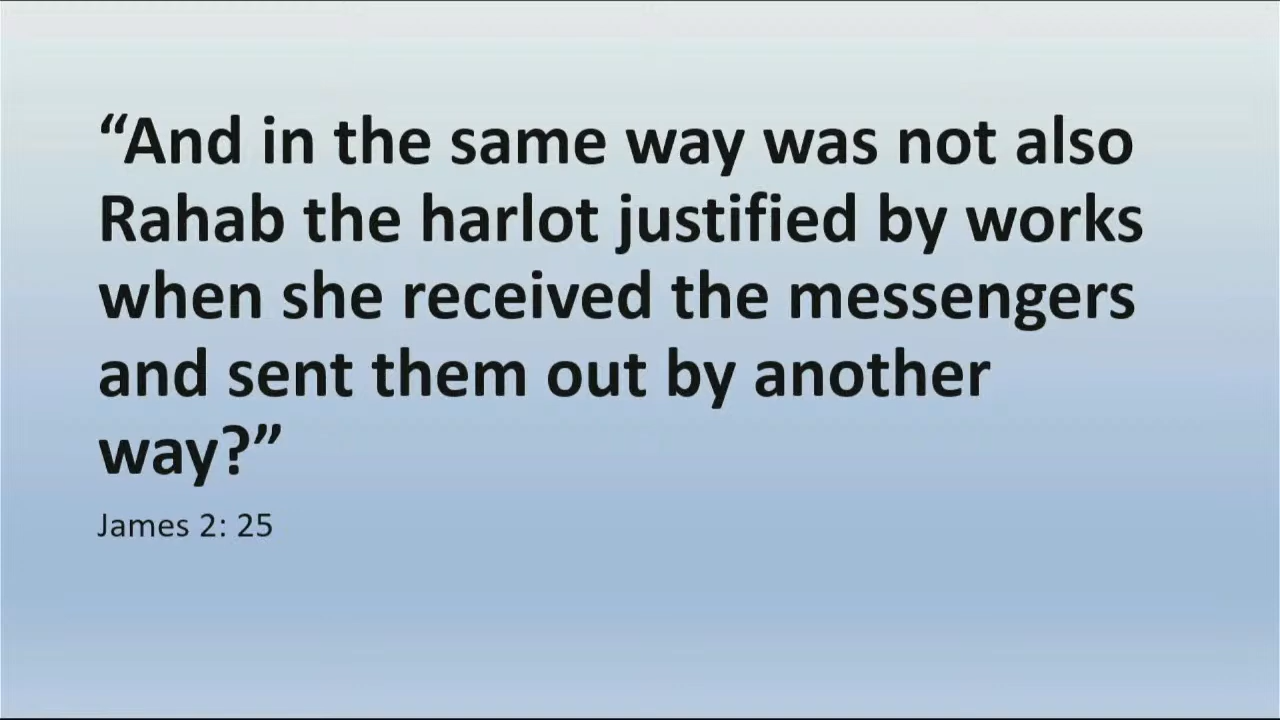 “And in the same way was not also
Rahab the harlot justified by works
when she received the messengers
and sent them out by another
way?”
James 2: 25